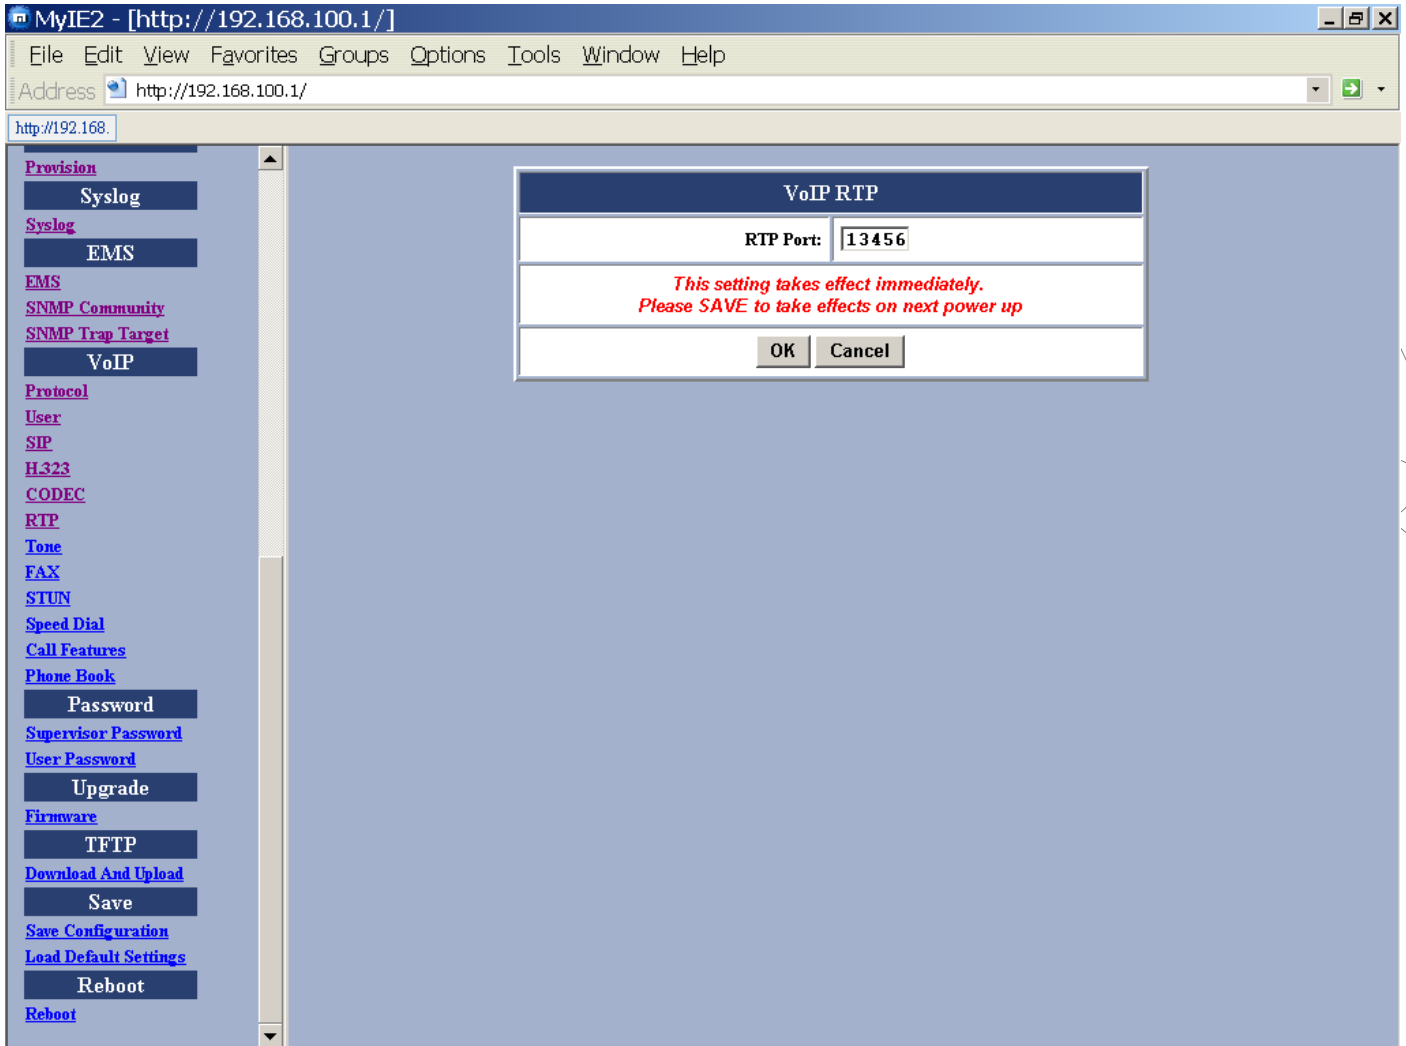 MyIE2 - [http://192.168.100.1/]
File Edit View Favorites Groups Options Tools Window Help
Address http://192.168.100.1/
http://192.168.
Provision
Syslog
Syslog
EMS
EMS
SNMP Community
SNMP Trap Target
VoIP
Protocol
User
SIP
H.323
CODEC
RTP
Tone
FAX
STUN
Speed Dial
Call Features
Phone Book
Password
Supervisor Password
User Password
Upgrade
Firmware
TFTP
Download And Upload
Save
Save Configuration
Load Default Settings
Reboot
Reboot
VoIP RTP
RTP Port: 13456
This setting takes effect immediately.
Please SAVE to take effects on next power up
OK Cancel